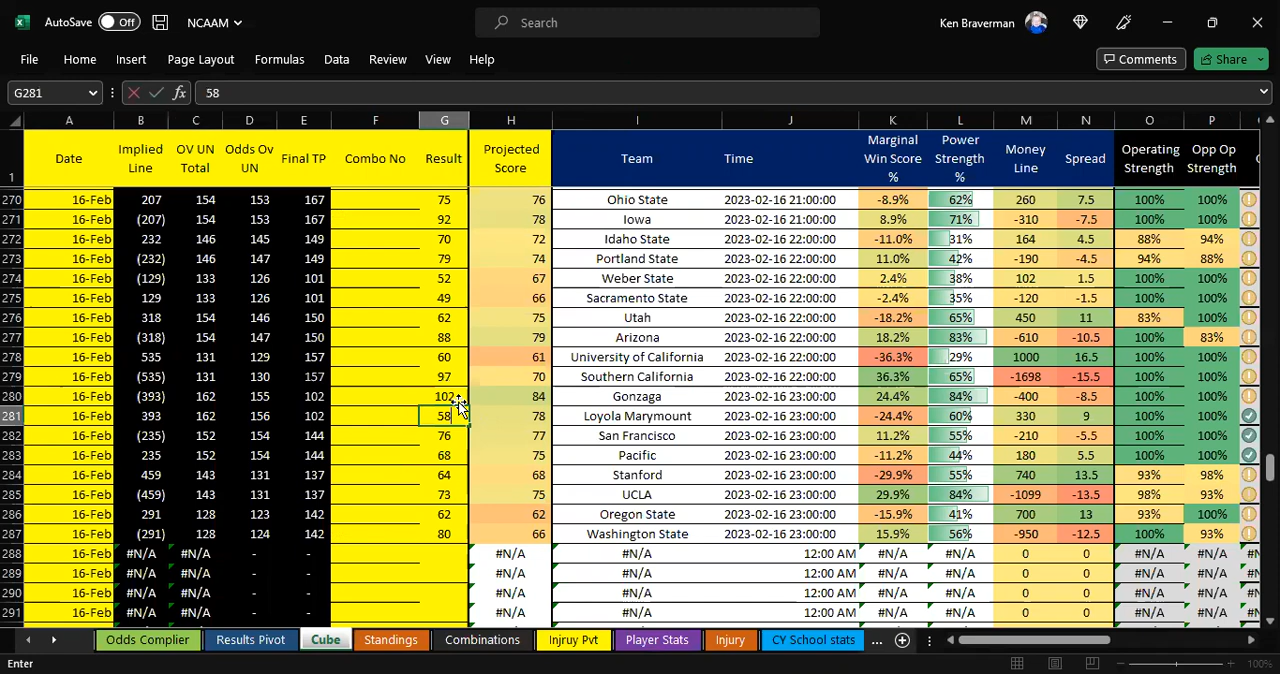 AutoSave Off NCAAM Search Ken Braverman
File Home Insert Page Layout Formulas Data Review View Help Comments Share
G281 fx 58
A B C D E F G H I J K L M N O P
1 Date Implied Line OV UN Total Odds Ov UN Final TP Combo No Result Projected Score Team Time Marginal Win Score % Power Strength % Money Line Spread Operating Strength Opp Op Strength
270 16-Feb 207 154 153 167 75 76 Ohio State 2023-02-16 21:00:00 -8.9% 62% 260 7.5 100% 100%
271 16-Feb (207) 154 153 167 92 78 Iowa 2023-02-16 21:00:00 8.9% 71% -310 -7.5 100% 100%
272 16-Feb 232 146 145 149 70 72 Idaho State 2023-02-16 22:00:00 -11.0% 31% 164 4.5 88% 94%
273 16-Feb (232) 146 147 149 79 74 Portland State 2023-02-16 22:00:00 11.0% 42% -190 -4.5 94% 88%
274 16-Feb (129) 133 126 101 52 67 Weber State 2023-02-16 22:00:00 2.4% 38% 102 1.5 100% 100%
275 16-Feb 129 133 126 101 49 66 Sacramento State 2023-02-16 22:00:00 -2.4% 35% -120 -1.5 100% 100%
276 16-Feb 318 154 146 150 62 75 Utah 2023-02-16 22:00:00 -18.2% 65% 450 11 83% 100%
277 16-Feb (318) 154 147 150 88 79 Arizona 2023-02-16 22:00:00 18.2% 83% -610 -10.5 100% 83%
278 16-Feb 535 131 129 157 60 61 University of California 2023-02-16 22:00:00 -36.3% 29% 1000 16.5 100% 100%
279 16-Feb (535) 131 130 157 97 70 Southern California 2023-02-16 22:00:00 36.3% 65% -1698 -15.5 100% 100%
280 16-Feb (393) 162 155 102 102 84 Gonzaga 2023-02-16 23:00:00 24.4% 84% -400 -8.5 100% 100%
281 16-Feb 393 162 156 102 58 78 Loyola Marymount 2023-02-16 23:00:00 -24.4% 60% 330 9 100% 100%
282 16-Feb (235) 152 156 144 76 77 San Francisco 2023-02-16 23:00:00 11.2% 55% -210 -5.5 100% 100%
283 16-Feb 235 152 154 144 68 75 Pacific 2023-02-16 23:00:00 -11.2% 44% 180 5.5 100% 100%
284 16-Feb 459 143 131 137 64 68 Stanford 2023-02-16 23:00:00 -29.9% 55% 740 13.5 93% 98%
285 16-Feb (459) 143 131 137 73 75 UCLA 2023-02-16 23:00:00 29.9% 84% -1099 -13.5 98% 93%
286 16-Feb 291 128 123 142 62 62 Oregon State 2023-02-16 23:00:00 -15.9% 41% 700 13 93% 100%
287 16-Feb (291) 128 124 142 80 66 Washington State 2023-02-16 23:00:00 15.9% 56% -950 -12.5 100% 93%
288 16-Feb #N/A #N/A - - #N/A #N/A 12:00 AM #N/A #N/A 0 0 #N/A #N/A
289 16-Feb #N/A #N/A - - #N/A #N/A 12:00 AM #N/A #N/A 0 0 #N/A #N/A
290 16-Feb #N/A #N/A - - #N/A #N/A 12:00 AM #N/A #N/A 0 0 #N/A #N/A
291 16-Feb #N/A #N/A - - #N/A #N/A 12:00 AM #N/A #N/A 0 0 #N/A #N/A
Odds Complier Results Pivot Cube Standings Combinations Injruy Pvt Player Stats Injury CY School stats ...
Enter 100%